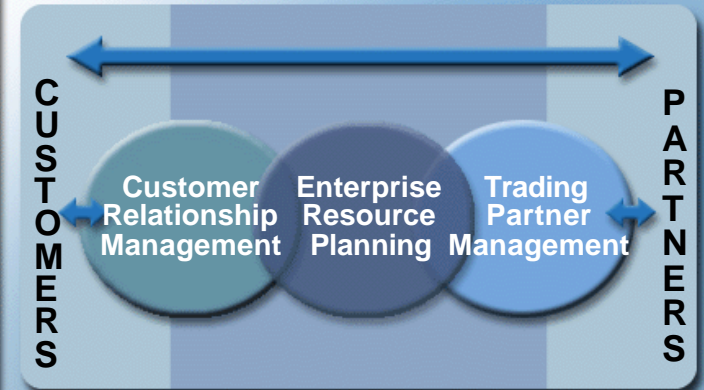 CUSTOMERS
Customer
Relationship
Management
Enterprise
Resource
Planning
Trading
Partner
Management
PARTNERS